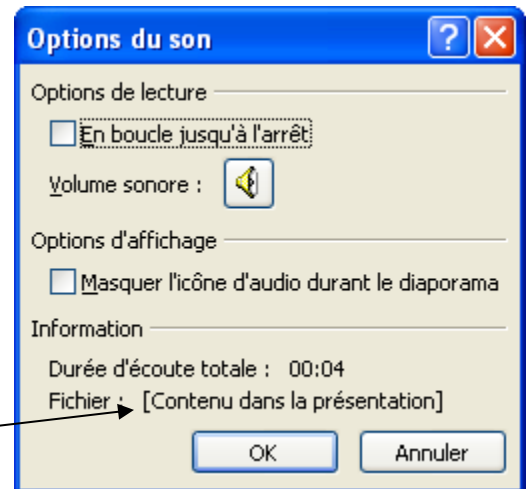 Options du son
?
Options de lecture
En boucle jusqu'à l'arrêt
Volume sonore :
Options d'affichage
Masquer l'icône d'audio durant le diaporama
Information
Durée d'écoute totale : 00:04
Fichier : [Contenu dans la présentation]
OK Annuler